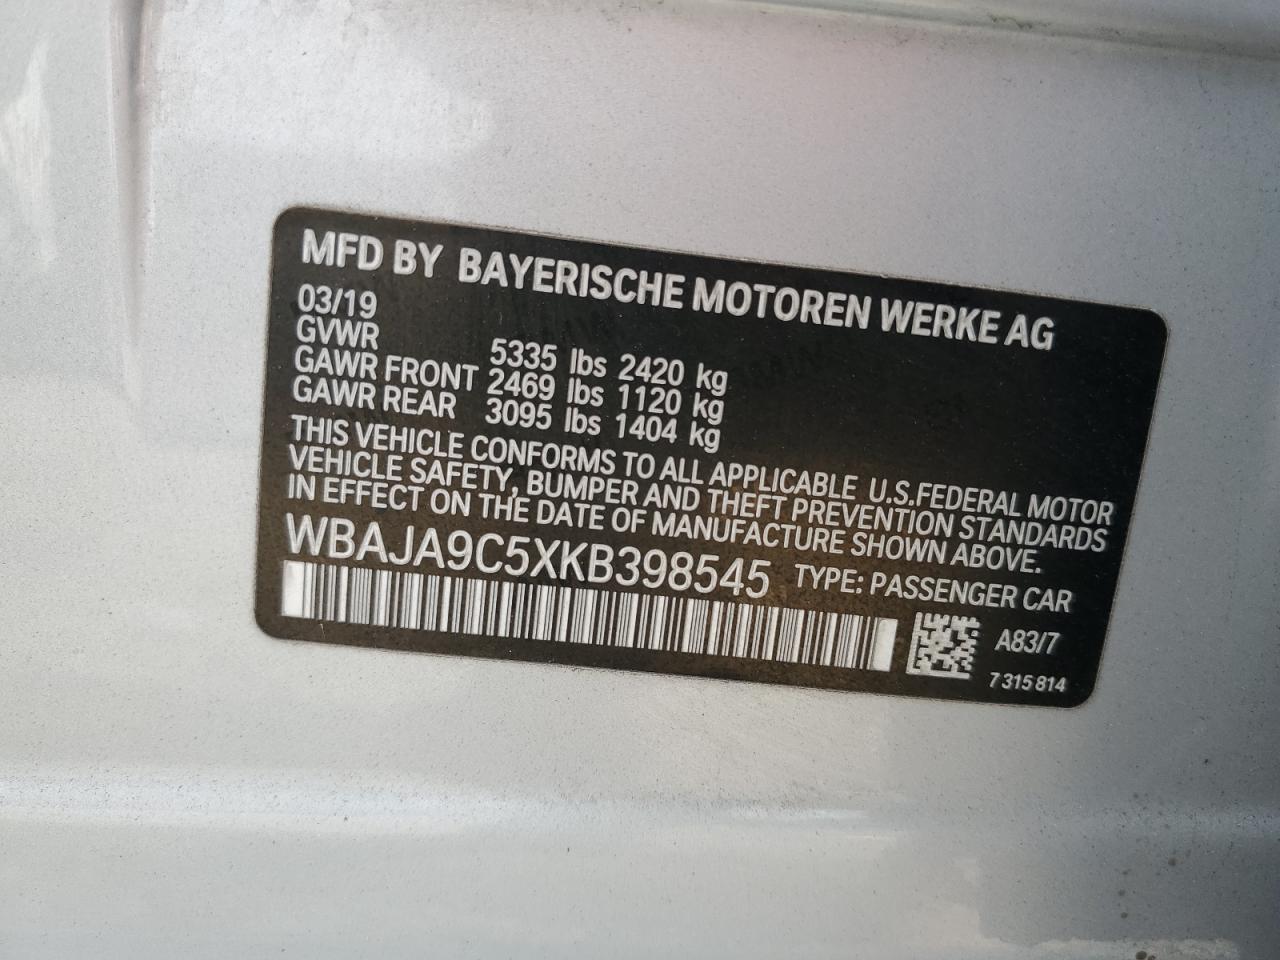 MFD BY BAYERISCHE MOTOREN WERKE AG
03/19
GVWR 5335 lbs 2420 kg
GAWR FRONT 2469 lbs 1120 kg
GAWR REAR 3095 lbs 1404 kg
THIS VEHICLE CONFORMS TO ALL APPLICABLE U.S.FEDERAL MOTOR
VEHICLE SAFETY, BUMPER AND THEFT PREVENTION STANDARDS
IN EFFECT ON THE DATE OF MANUFACTURE SHOWN ABOVE.
WBAJA9C5XKB398545 TYPE: PASSENGER CAR
A83/7
7 315 814